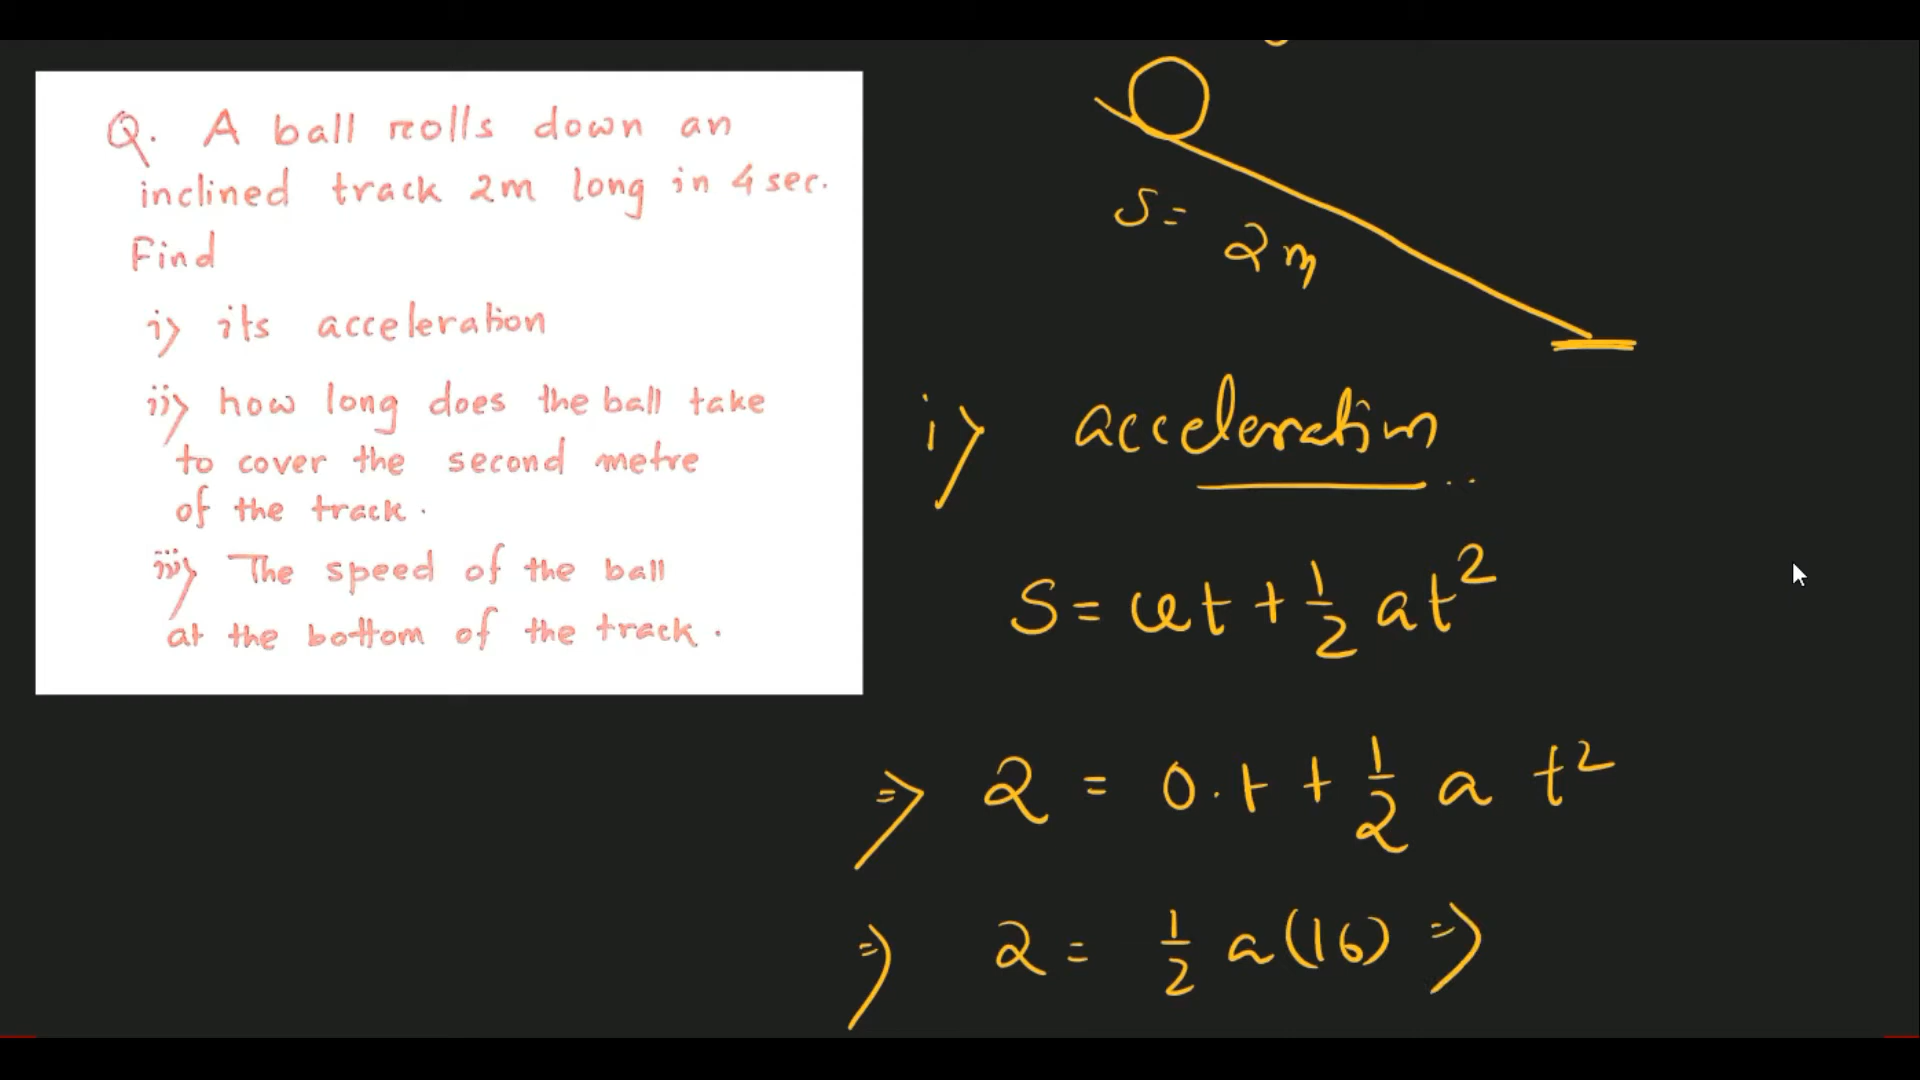 Q. A ball rolls down an
inclined track 2m long in 4 sec.
Find
i) its acceleration
ii) how long does the ball take
to cover the second metre
of the track.
iii) The speed of the ball
at the bottom of the track.
S = 2m
i) acceleration
S = ut + 1/2 at²
⇒ 2 = 0.t + 1/2 a t²
⇒ 2 = 1/2 a(16) ⇒